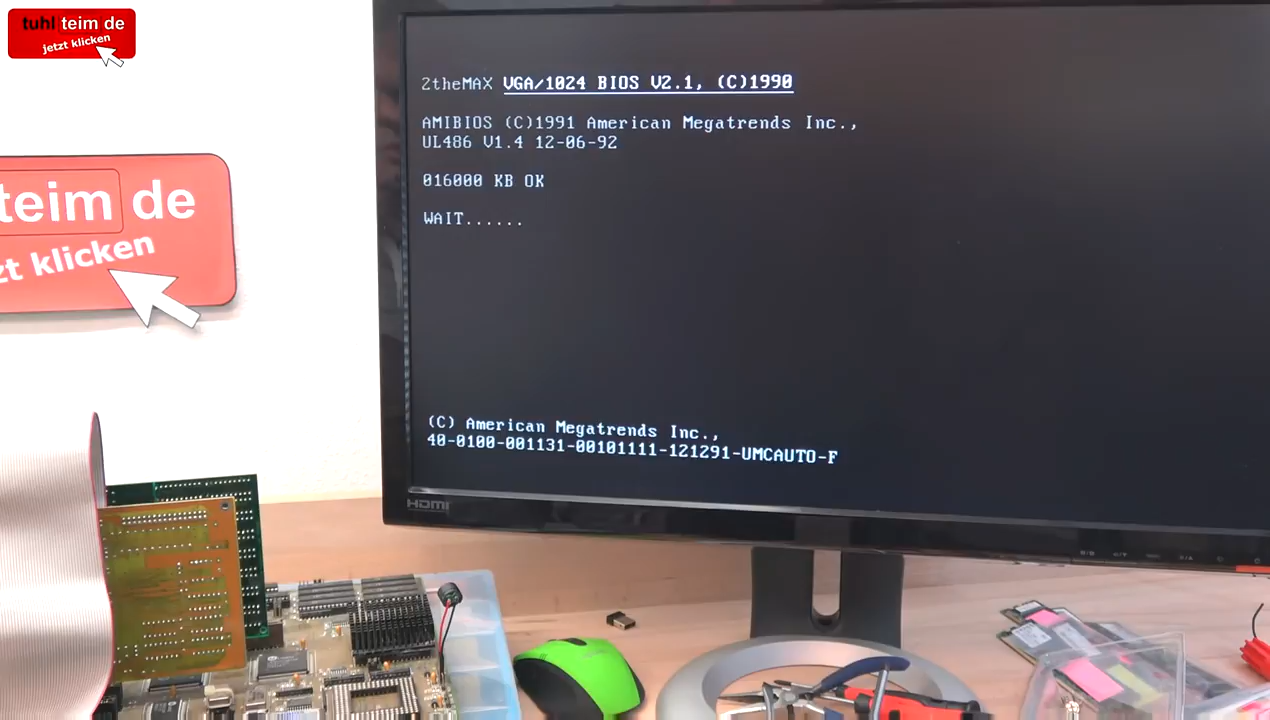 tuhl teim de
jetzt klicken
teim de
zt klicken
2theMAX VGA/1024 BIOS V2.1, (C)1990
AMIBIOS (C)1991 American Megatrends Inc.,
UL486 V1.4 12-06-92
016000 KB OK
WAIT......
(C) American Megatrends Inc.,
40-0100-001131-00101111-121291-UMCAUTO-F
HDMI